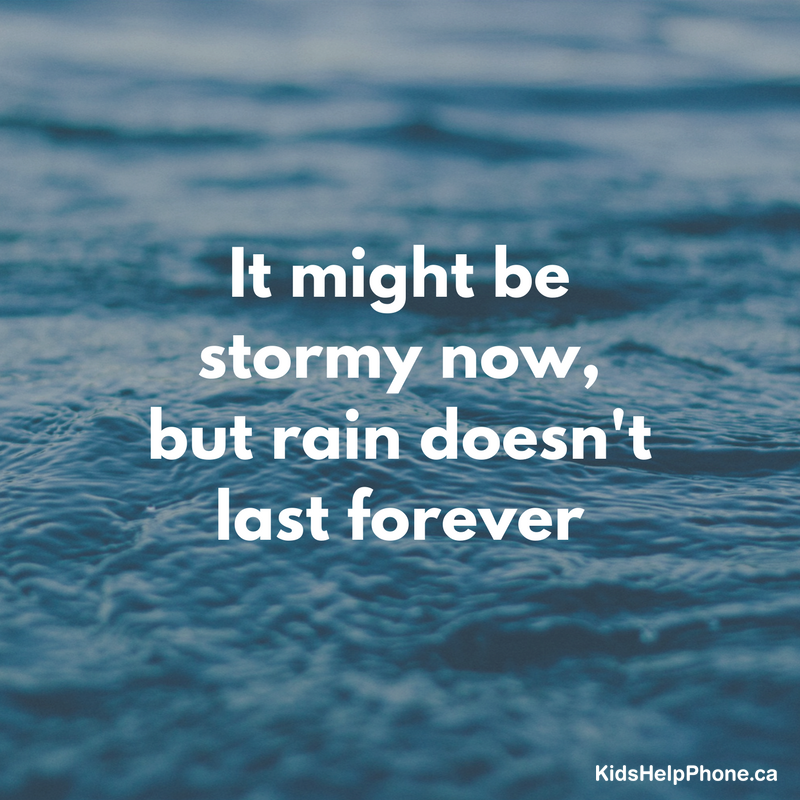 It might be
stormy now,
but rain doesn't
last forever
KidsHelpPhone.ca